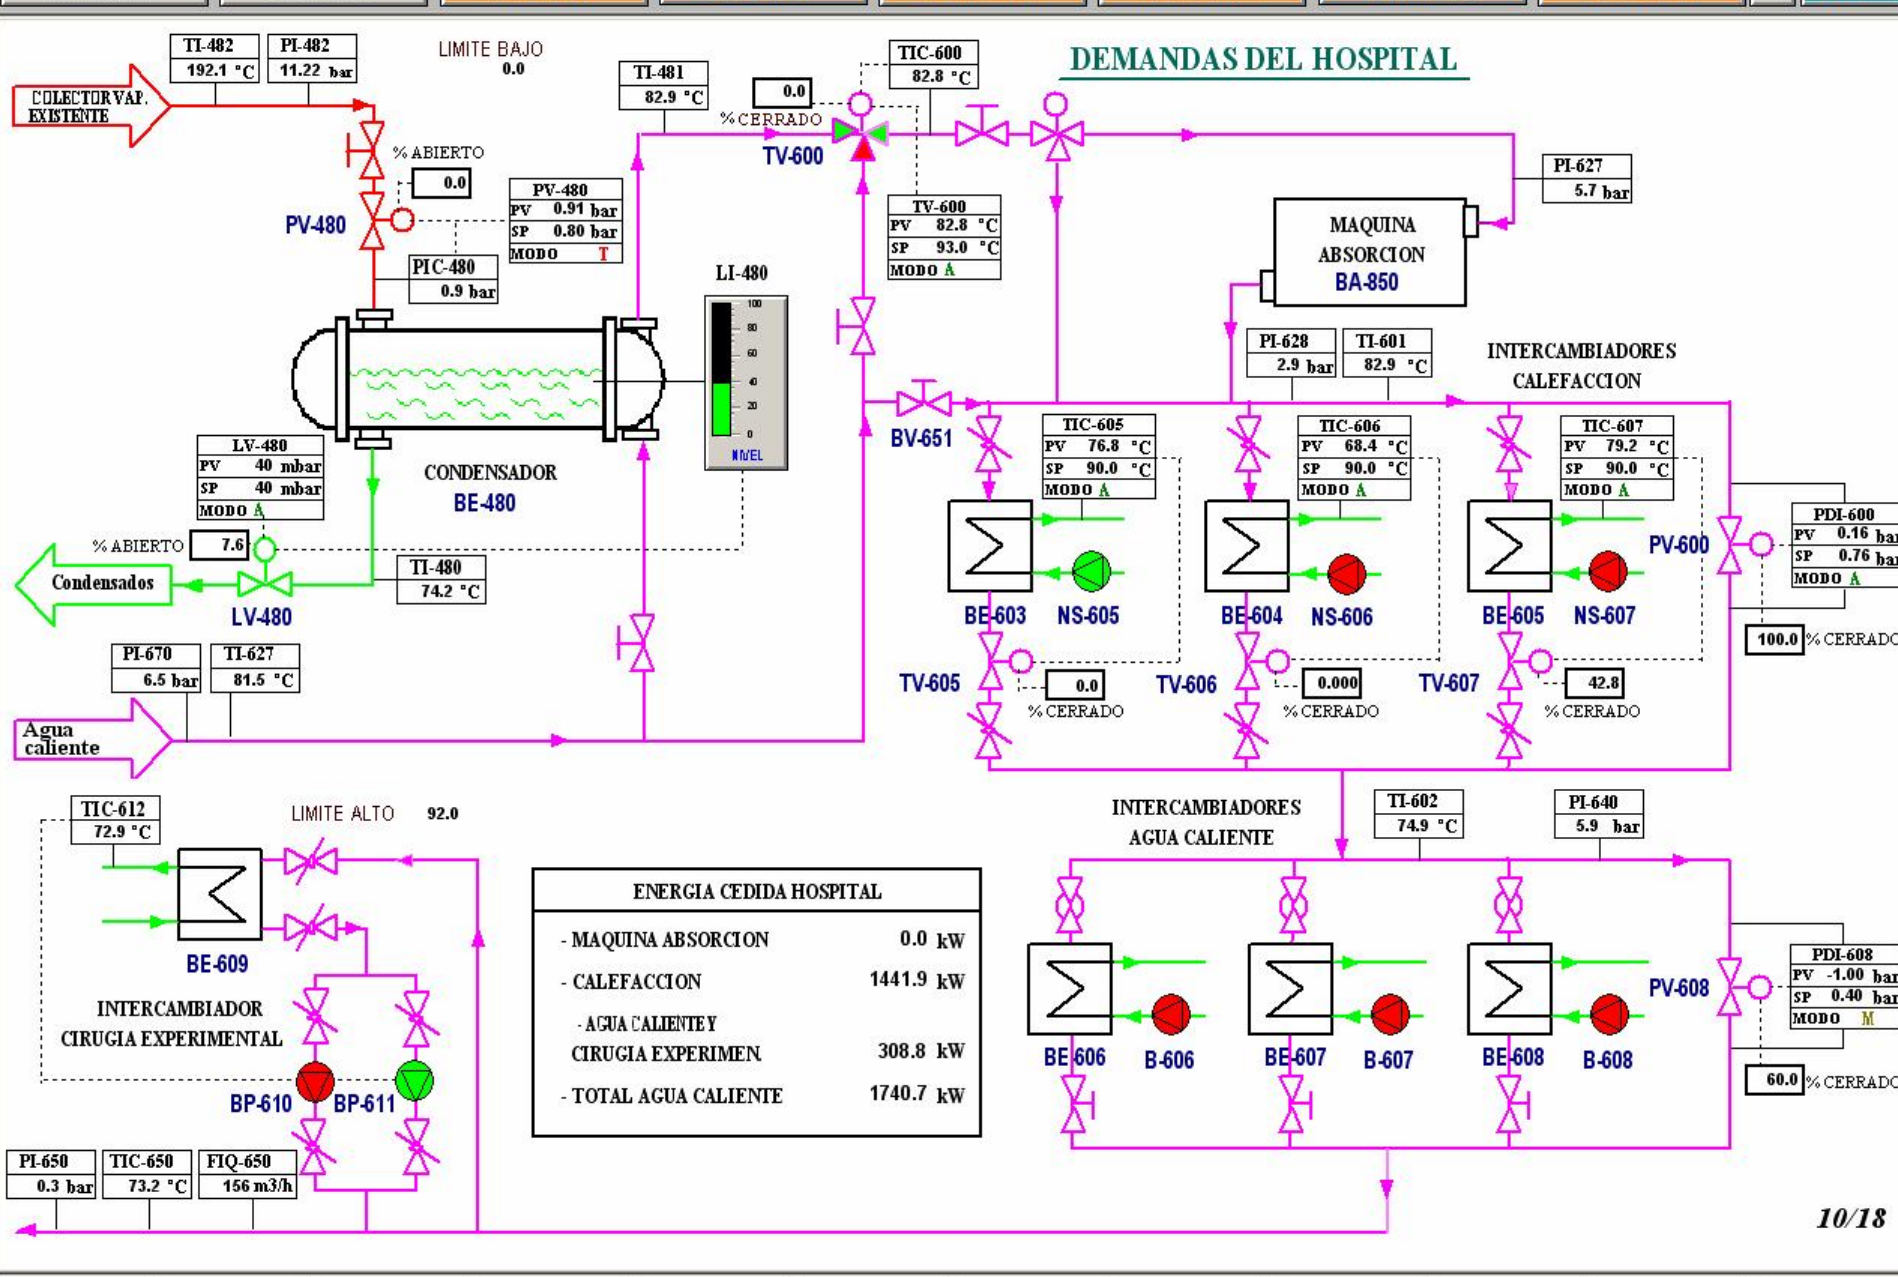 TI-482
192.1 °C
PI-482
11.22 bar
LIMITE BAJO
0.0
TI-481
82.9 °C
0.0
% CERRADO
TIC-600
82.8 °C
DEMANDAS DEL HOSPITAL
COLECTOR VAP.
EXISTENTE
% ABIERTO
0.0
PV-480
PV-480
PV 0.91 bar
SP 0.80 bar
MODO T
PIC-480
0.9 bar
TV-600
TV-600
PV 82.8 °C
SP 93.0 °C
MODO A
PI-627
5.7 bar
MAQUINA
ABSORCION
BA-850
LI-480
100
80
60
40
20
0
NIVEL
PI-628
2.9 bar
TI-601
82.9 °C
INTERCAMBIADORES
CALEFACCION
BV-651
LV-480
PV 40 mbar
SP 40 mbar
MODO A
CONDENSADOR
BE-480
TIC-605
PV 76.8 °C
SP 90.0 °C
MODO A
TIC-606
PV 68.4 °C
SP 90.0 °C
MODO A
TIC-607
PV 79.2 °C
SP 90.0 °C
MODO A
% ABIERTO
7.6
Condensados
LV-480
TI-480
74.2 °C
PV-600
PDI-600
PV 0.16 bar
SP 0.76 bar
MODO A
100.0 % CERRADO
BE-603
NS-605
BE-604
NS-606
BE-605
NS-607
PI-670
6.5 bar
TI-627
81.5 °C
TV-605
0.0
% CERRADO
TV-606
0.000
% CERRADO
TV-607
42.8
% CERRADO
Agua
caliente
TIC-612
72.9 °C
LIMITE ALTO 92.0
INTERCAMBIADORES
AGUA CALIENTE
TI-602
74.9 °C
PI-640
5.9 bar
BE-609
INTERCAMBIADOR
CIRUGIA EXPERIMENTAL
BP-610
BP-611
ENERGIA CEDIDA HOSPITAL
- MAQUINA ABSORCION 0.0 kW
- CALEFACCION 1441.9 kW
- AGUA CALIENTE Y
CIRUGIA EXPERIMEN. 308.8 kW
- TOTAL AGUA CALIENTE 1740.7 kW
PV-608
PDI-608
PV -1.00 bar
SP 0.40 bar
MODO M
60.0 % CERRADO
BE-606
B-606
BE-607
B-607
BE-608
B-608
PI-650
0.3 bar
TIC-650
73.2 °C
FIQ-650
156 m3/h
10/18